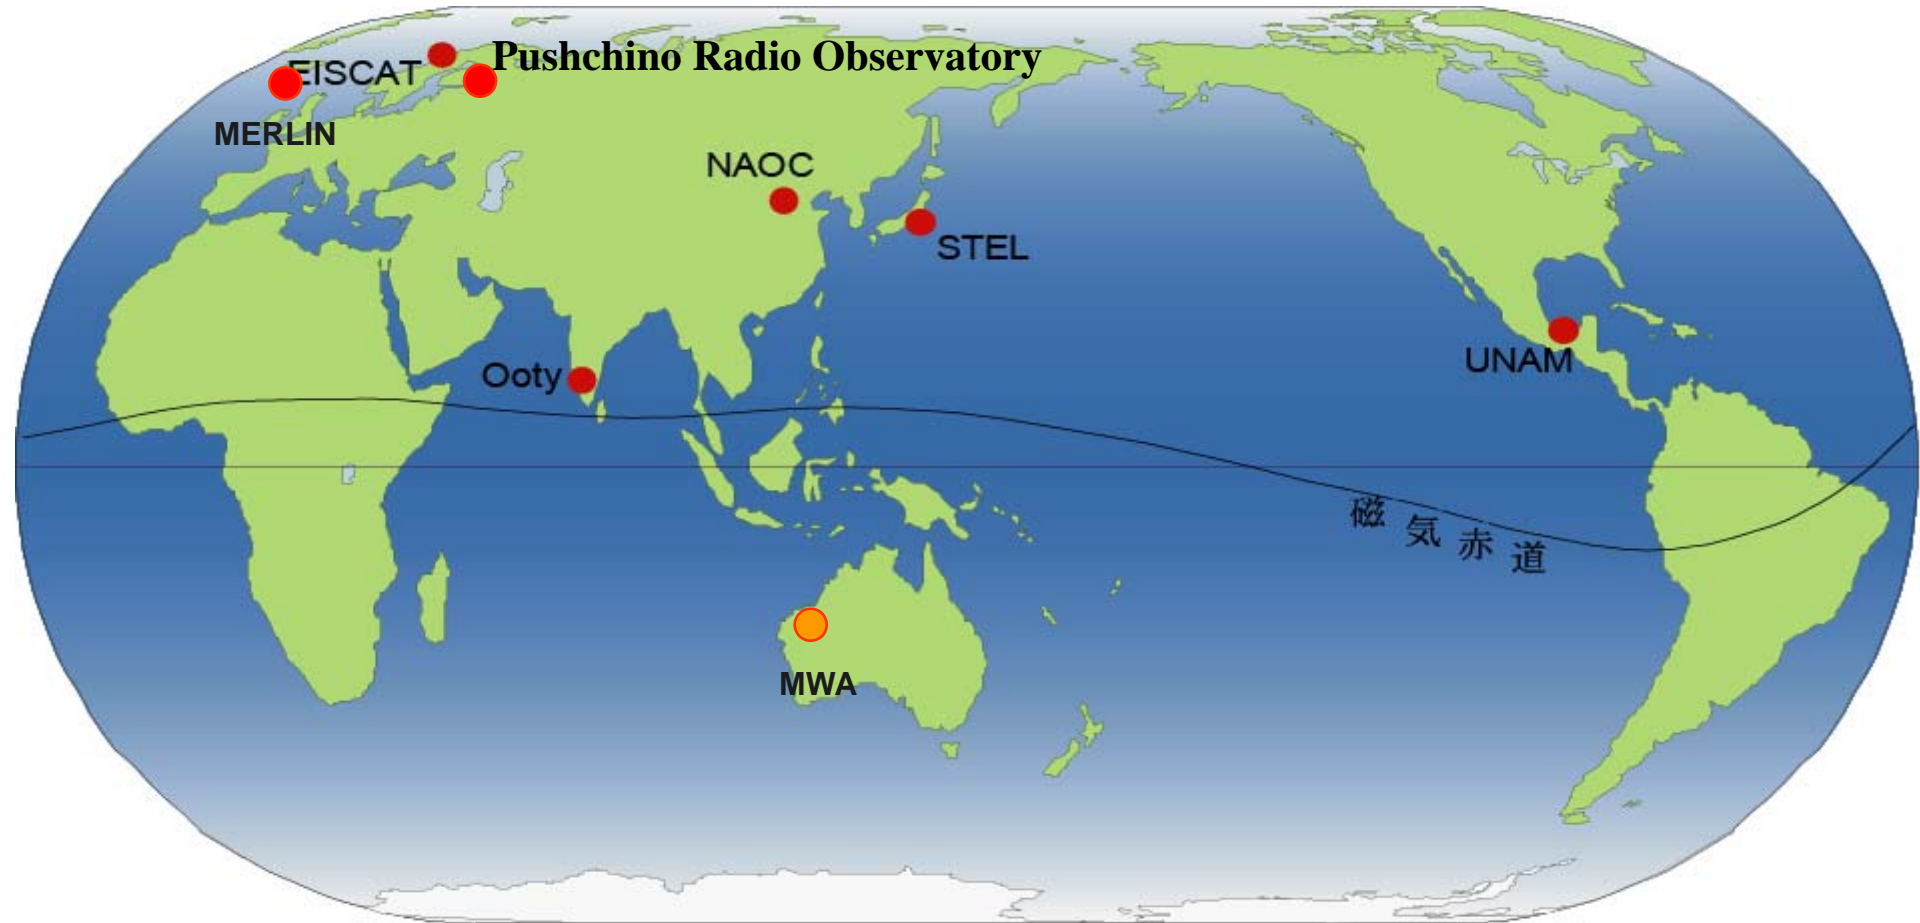 Pushchino Radio Observatory
EISCAT
MERLIN
NAOC
STEL
UNAM
Ooty
磁気赤道
MWA